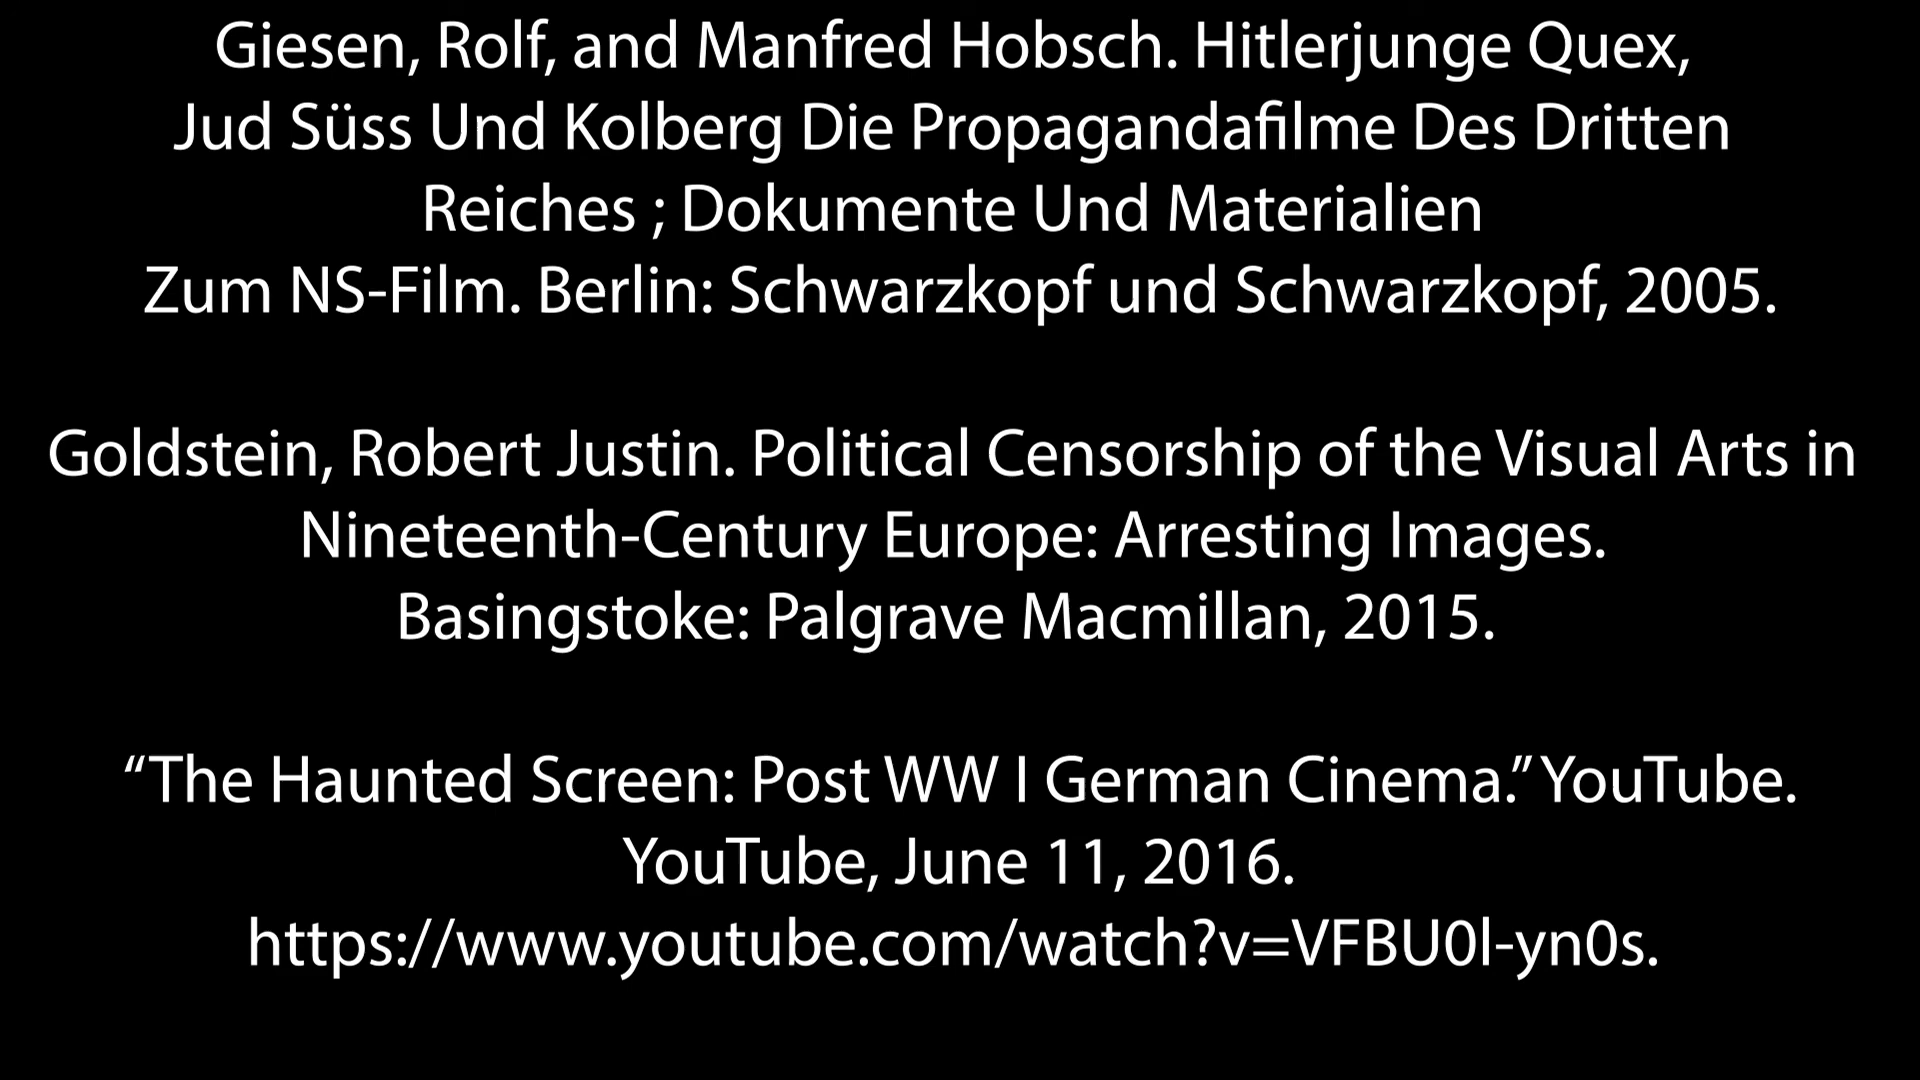 Giesen, Rolf, and Manfred Hobsch. Hitlerjunge Quex,
Jud Süss Und Kolberg Die Propagandafilme Des Dritten
Reiches ; Dokumente Und Materialien
Zum NS-Film. Berlin: Schwarzkopf und Schwarzkopf, 2005.
Goldstein, Robert Justin. Political Censorship of the Visual Arts in
Nineteenth-Century Europe: Arresting Images.
Basingstoke: Palgrave Macmillan, 2015.
“The Haunted Screen: Post WW I German Cinema.” YouTube.
YouTube, June 11, 2016.
https://www.youtube.com/watch?v=VFBU0l-yn0s.